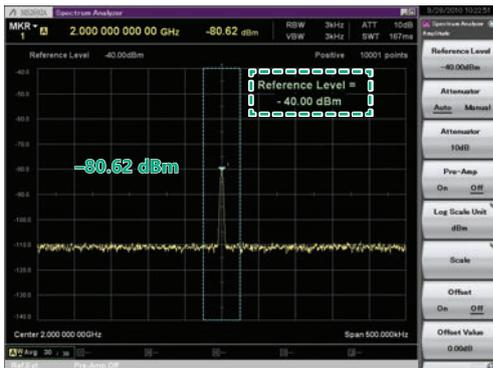 MS2692A Spectrum Analyzer
MKR
1
A
2.000 000 000 00 GHz
-80.62 dBm
RBW 3kHz
VBW 3kHz
ATT 10dB
SWT 167ms
Reference Level -40.00dBm
Positive 10001 points
Reference Level =
- 40.00 dBm
–80.62 dBm
-40.0
-50.0
-60.0
-70.0
-80.0
-90.0
-100.0
-110.0
-120.0
-130.0
-140.0
1
Center 2.000 000 00GHz
Span 500.000kHz
A W Avg 30 / 30
Ref.Ext Pre-Amp Off
8/26/2010 10:22:51
Spectrum Analyzer
Amplitude
Reference Level
-40.00dBm
Attenuator
Auto Manual
Attenuator
10dB
Pre-Amp
On Off
Log Scale Unit
dBm
Scale
Offset
On Off
Offset Value
0.00dB